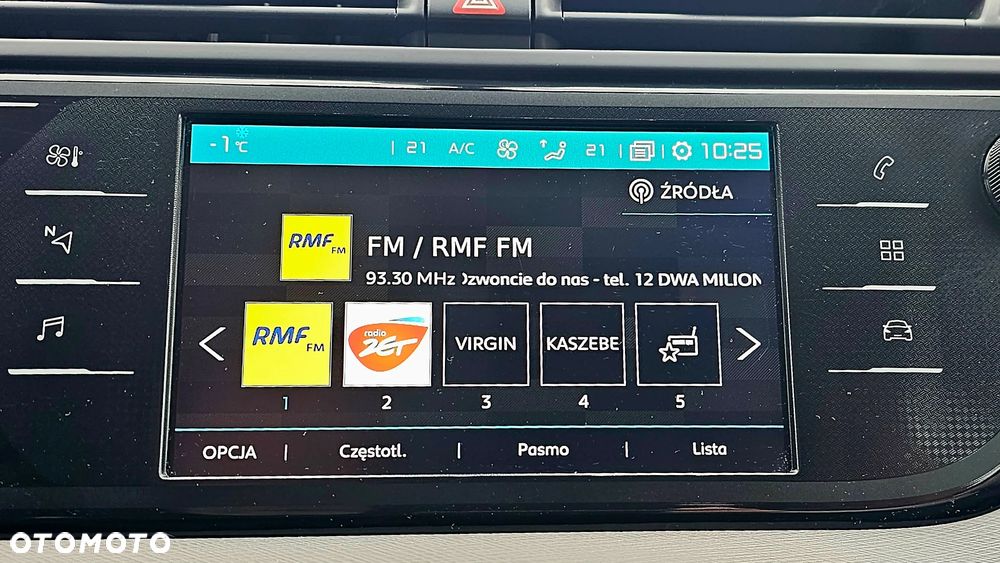 -1 °C | 21 A/C 21 | | 10:25
ŹRÓDŁA
RMF FM
FM / RMF FM
93.30 MHz Dzwoncie do nas - tel. 12 DWA MILION
RMF FM
radio ZET
VIRGIN
KASZEBE
1 2 3 4 5
OPCJA | Częstotl. | Pasmo | Lista
N
OTOMOTO